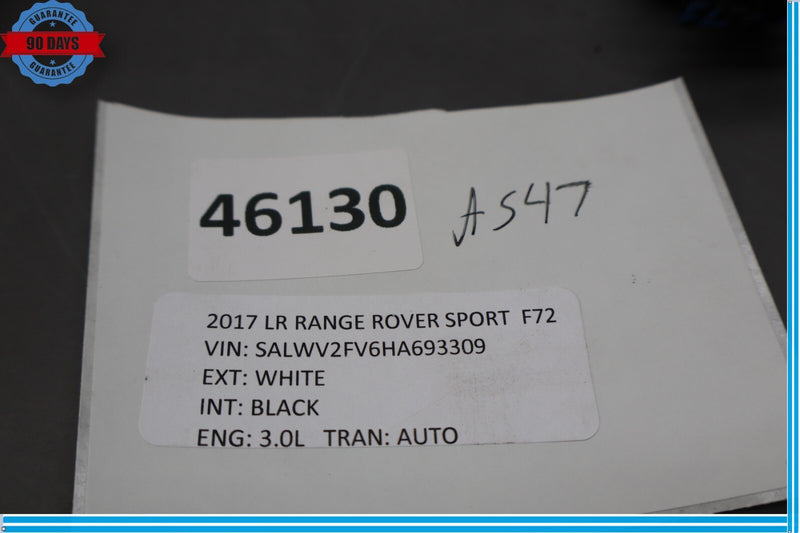 GUARANTEE
90 DAYS
GUARANTEE
46130
A547
2017 LR RANGE ROVER SPORT F72
VIN: SALWV2FV6HA693309
EXT: WHITE
INT: BLACK
ENG: 3.0L TRAN: AUTO